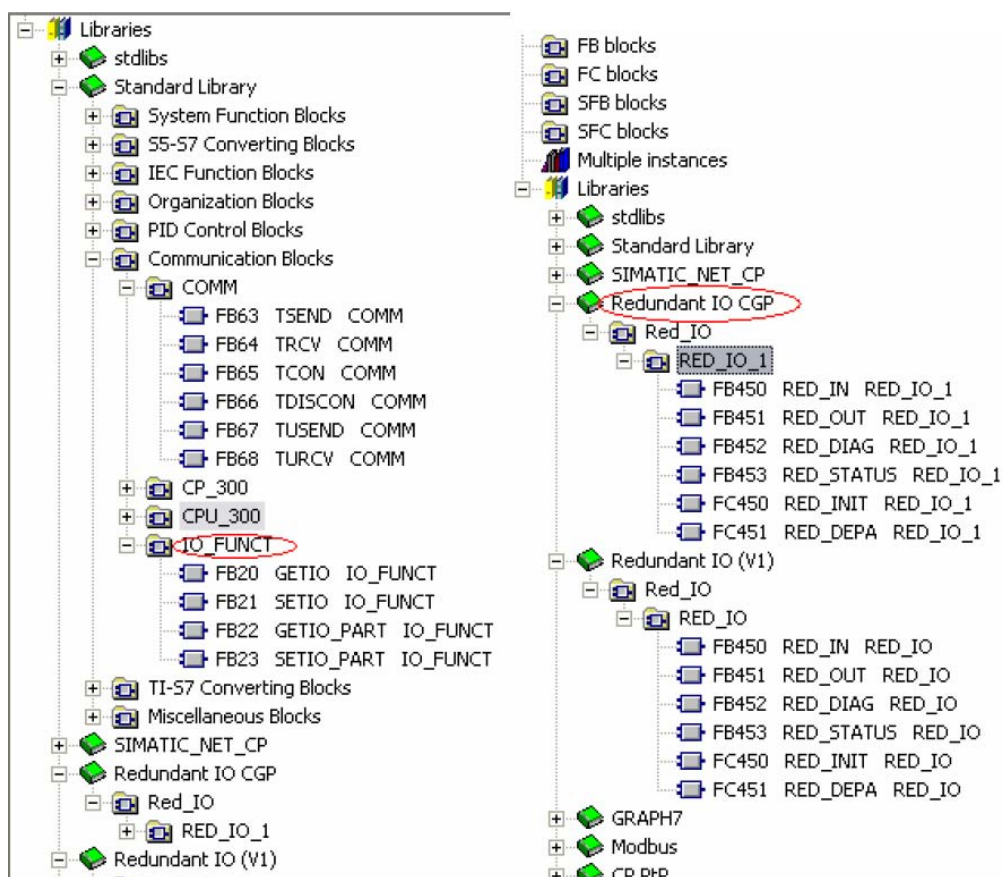 Libraries
stdlibs
Standard Library
System Function Blocks
S5-S7 Converting Blocks
IEC Function Blocks
Organization Blocks
PID Control Blocks
Communication Blocks
COMM
FB63 TSEND COMM
FB64 TRCV COMM
FB65 TCON COMM
FB66 TDISCON COMM
FB67 TUSEND COMM
FB68 TURCV COMM
CP_300
CPU_300
IO_FUNCT
FB20 GETIO IO_FUNCT
FB21 SETIO IO_FUNCT
FB22 GETIO_PART IO_FUNCT
FB23 SETIO_PART IO_FUNCT
TI-S7 Converting Blocks
Miscellaneous Blocks
SIMATIC_NET_CP
Redundant IO CGP
Red_IO
RED_IO_1
Redundant IO (V1)
FB blocks
FC blocks
SFB blocks
SFC blocks
Multiple instances
Libraries
stdlibs
Standard Library
SIMATIC_NET_CP
Redundant IO CGP
Red_IO
RED_IO_1
FB450 RED_IN RED_IO_1
FB451 RED_OUT RED_IO_1
FB452 RED_DIAG RED_IO_1
FB453 RED_STATUS RED_IO_1
FC450 RED_INIT RED_IO_1
FC451 RED_DEPA RED_IO_1
Redundant IO (V1)
Red_IO
RED_IO
FB450 RED_IN RED_IO
FB451 RED_OUT RED_IO
FB452 RED_DIAG RED_IO
FB453 RED_STATUS RED_IO
FC450 RED_INIT RED_IO
FC451 RED_DEPA RED_IO
GRAPH7
Modbus
CP PtP